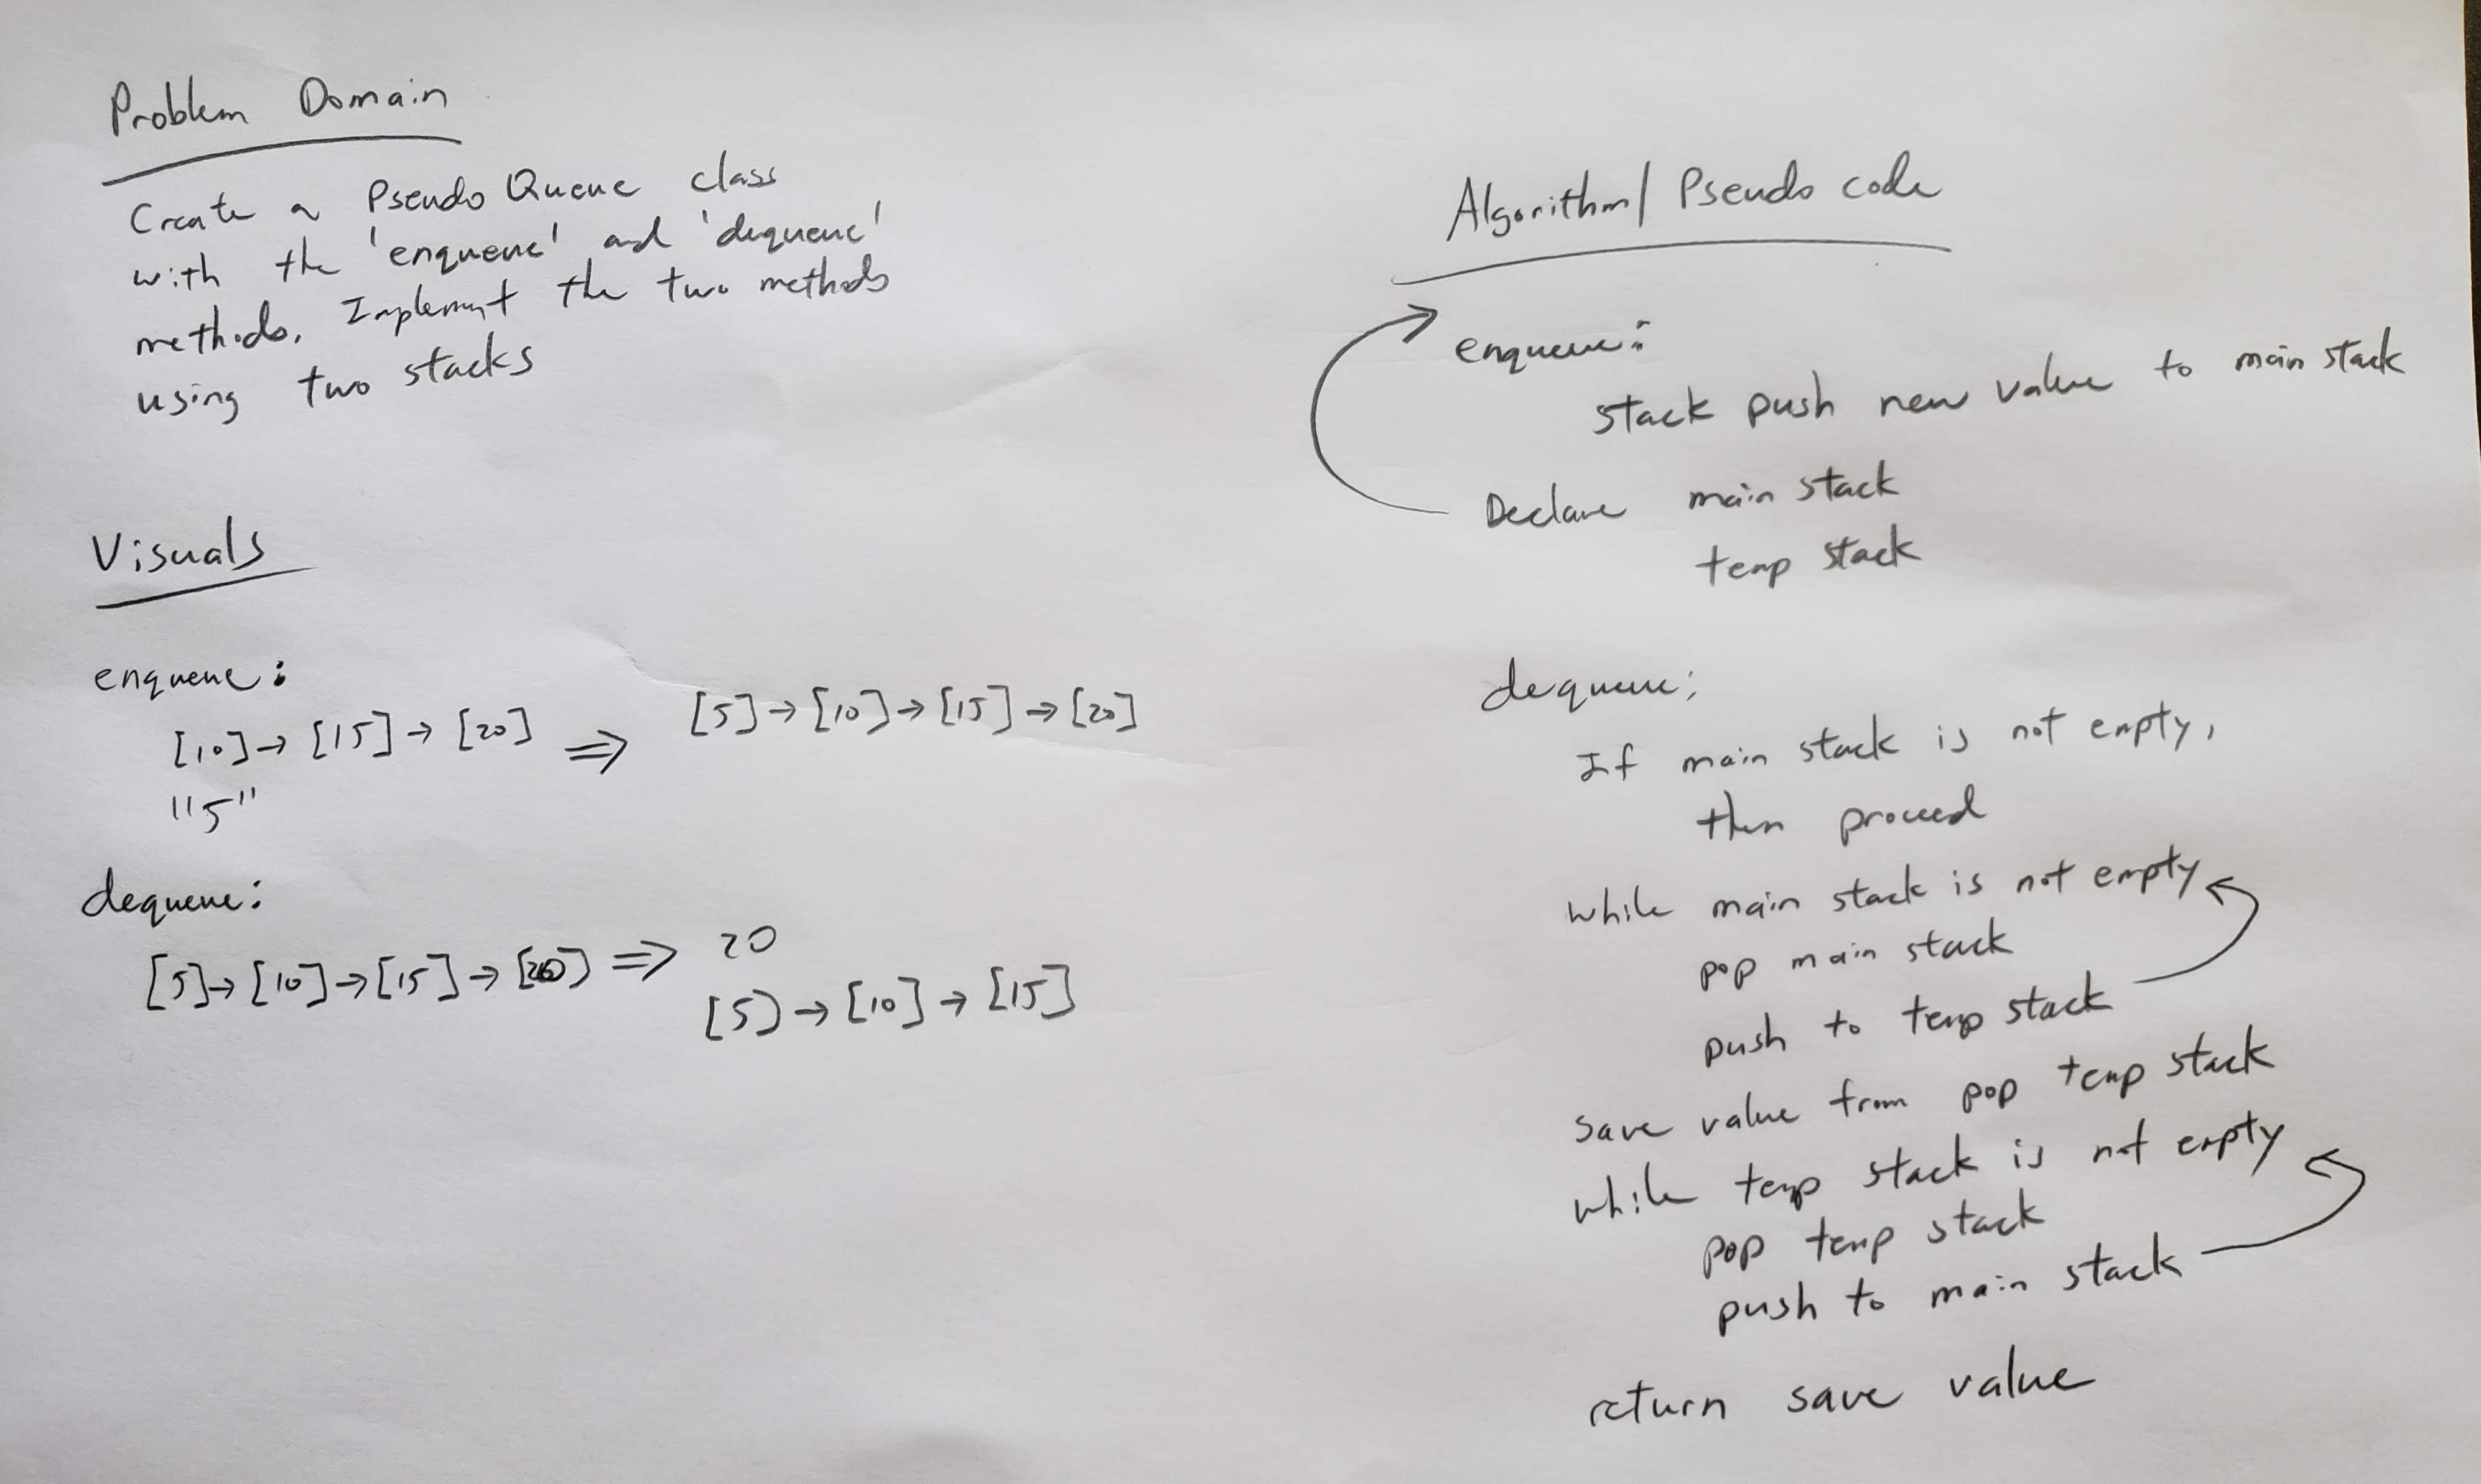 Problem Domain
Create a Pseudo Queue class
with the 'enqueue' and 'dequeue'
methods. Implement the two methods
using two stacks
Visuals
enqueue:
[10]→ [15]→ [20] ⇒ [5]→[10]→[15]→[20]
"5"
dequeue:
[5]→[10]→[15]→[20] ⇒ 20
[5]→[10]→[15]
Algorithm/ Pseudo code
enqueue:
stack push new value to main stack
Declare main stack
temp stack
dequeue:
If main stack is not empty,
then proceed
while main stack is not empty
pop main stack
push to temp stack
save value from pop temp stack
while temp stack is not empty
pop temp stack
push to main stack
return save value